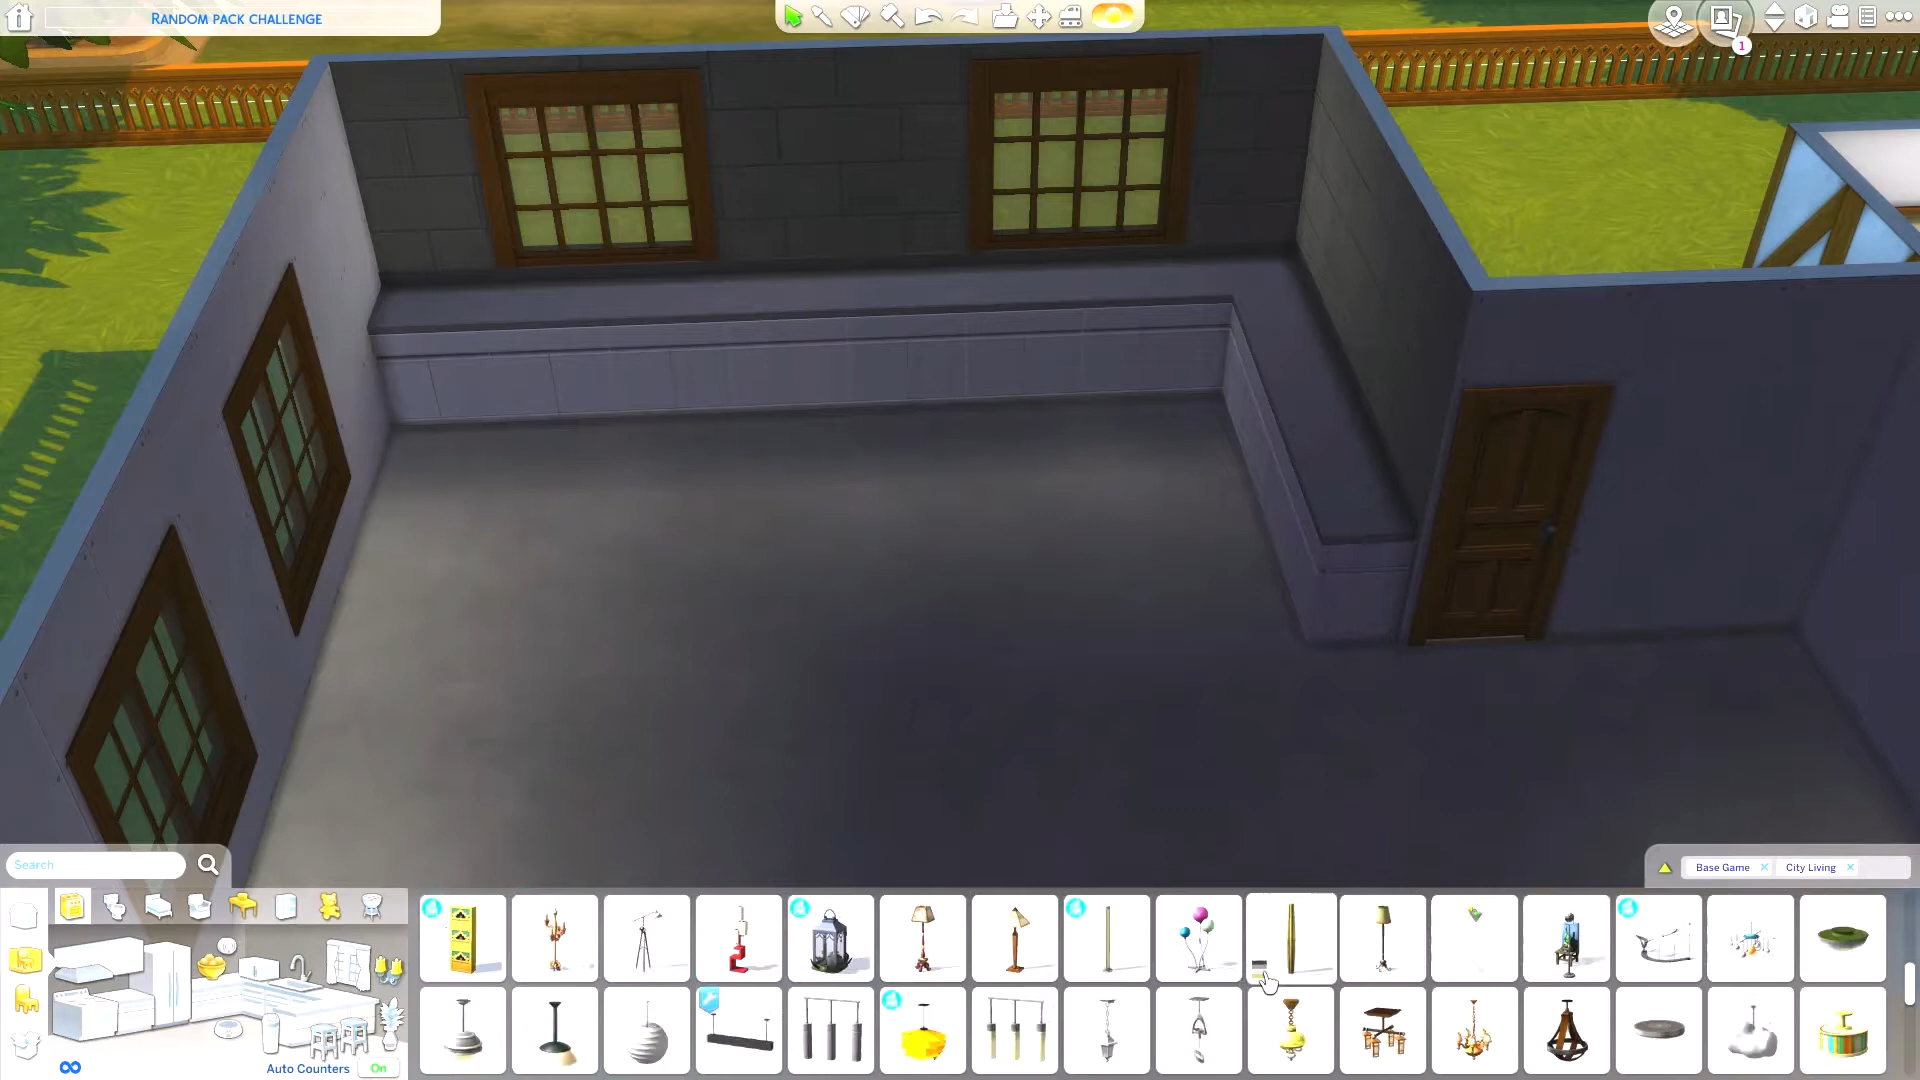 RANDOM PACK CHALLENGE
1
Search
Base Game
City Living
Auto Counters
On